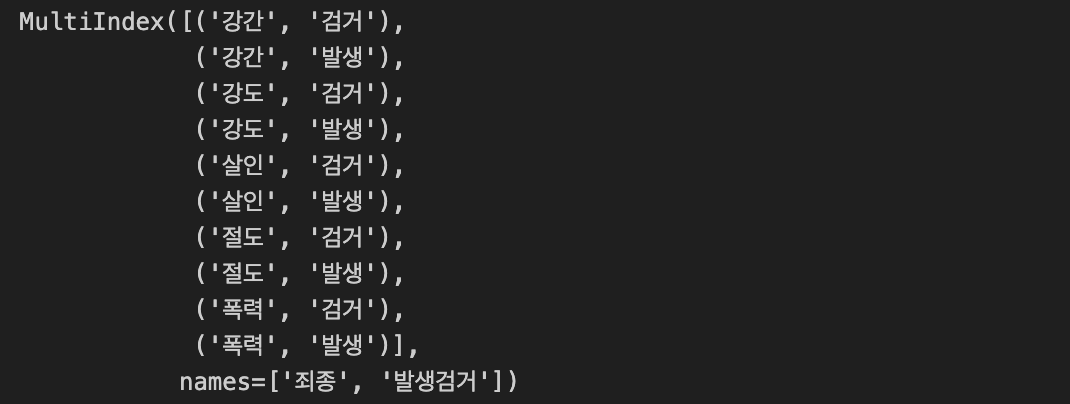 MultiIndex([('강간', '검거'),
('강간', '발생'),
('강도', '검거'),
('강도', '발생'),
('살인', '검거'),
('살인', '발생'),
('절도', '검거'),
('절도', '발생'),
('폭력', '검거'),
('폭력', '발생')],
names=['죄종', '발생검거'])